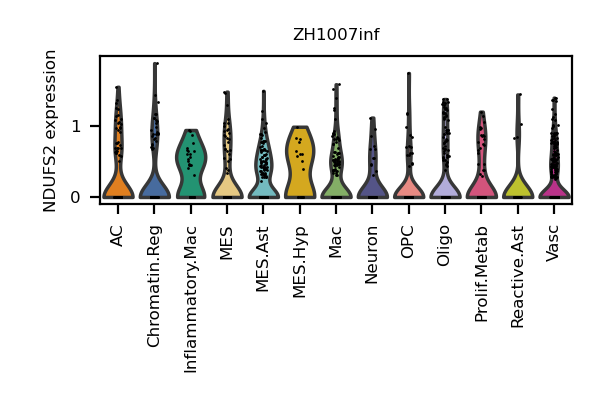 ZH1007inf
NDUFS2 expression
1
0
AC
Chromatin.Reg
Inflammatory.Mac
MES
MES.Ast
MES.Hyp
Mac
Neuron
OPC
Oligo
Prolif.Metab
Reactive.Ast
Vasc